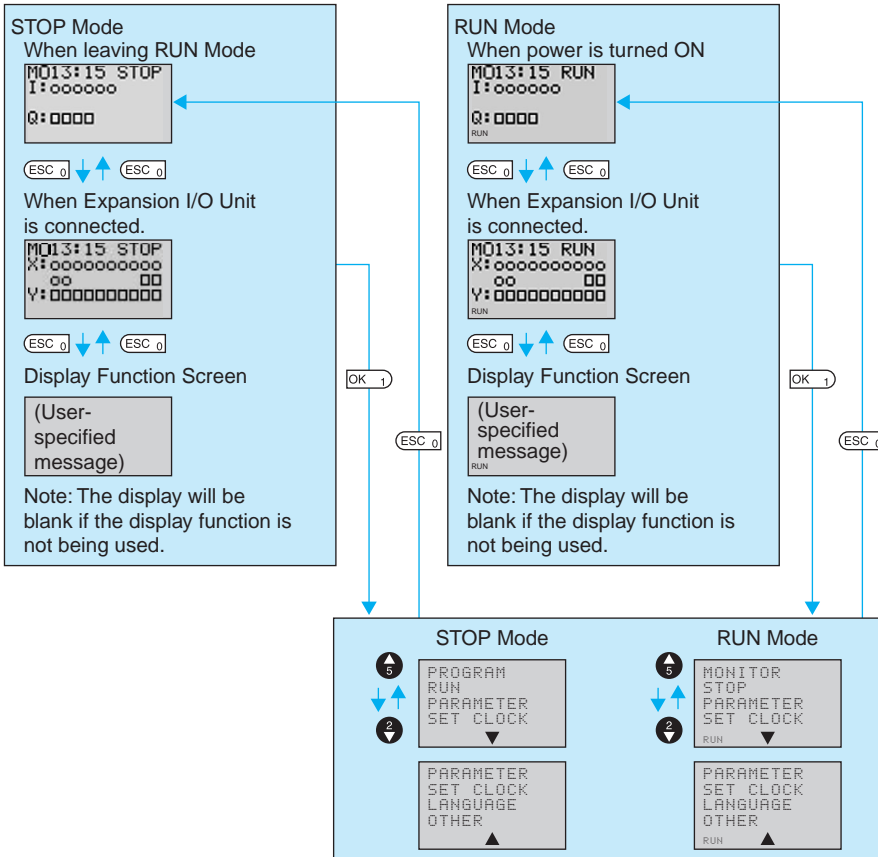 STOP Mode
When leaving RUN Mode
MO13:15 STOP
I:oooooo
Q:□□□□
ESC 0
ESC 0
When Expansion I/O Unit
is connected.
MO13:15 STOP
X:oooooooooo
oo □□
Y:□□□□□□□□□□
ESC 0
ESC 0
Display Function Screen
(User-
specified
message)
Note: The display will be
blank if the display function is
not being used.
OK 1
ESC 0
RUN Mode
When power is turned ON
MO13:15 RUN
I:oooooo
Q:□□□□
RUN
ESC 0
ESC 0
When Expansion I/O Unit
is connected.
MO13:15 RUN
X:oooooooooo
oo □□
Y:□□□□□□□□□□
RUN
ESC 0
ESC 0
Display Function Screen
(User-
specified
message)
RUN
Note: The display will be
blank if the display function is
not being used.
OK 1
ESC 0
STOP Mode
5
2
PROGRAM
RUN
PARAMETER
SET CLOCK
▼
PARAMETER
SET CLOCK
LANGUAGE
OTHER
▲
RUN Mode
5
2
MONITOR
STOP
PARAMETER
SET CLOCK
RUN ▼
PARAMETER
SET CLOCK
LANGUAGE
OTHER
RUN ▲